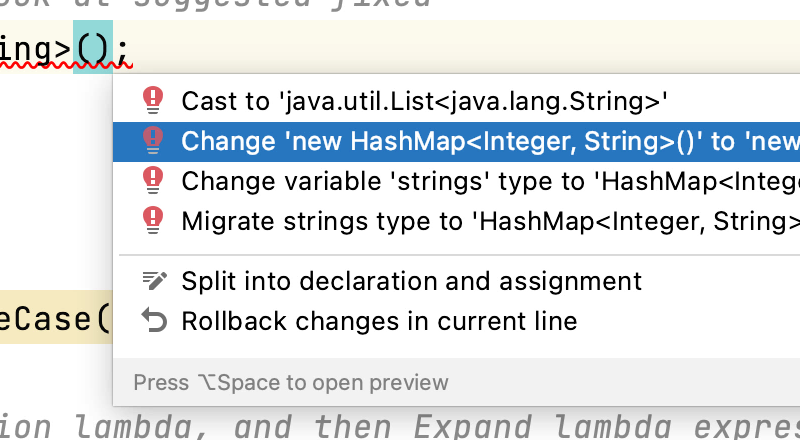 ook at suggested fixed
ing>();
Cast to 'java.util.List<java.lang.String>'
Change 'new HashMap<Integer, String>()' to 'new
Change variable 'strings' type to 'HashMap<Integ
Migrate strings type to 'HashMap<Integer, String>
Split into declaration and assignment
Rollback changes in current line
eCase(
Press ⌥Space to open preview
ion lambda, and then Expand lambda expres